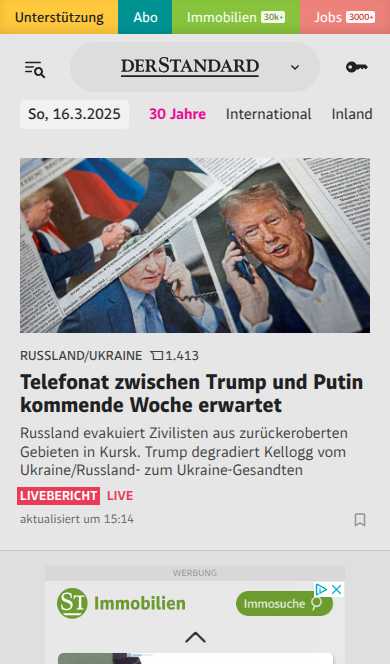 Unterstützung Abo Immobilien 30k+ Jobs 3000+
DERSTANDARD
So, 16.3.2025 30 Jahre International Inland
RUSSLAND/UKRAINE 1.413
Telefonat zwischen Trump und Putin
kommende Woche erwartet
Russland evakuiert Zivilisten aus zurückeroberten
Gebieten in Kursk. Trump degradiert Kellogg vom
Ukraine/Russland- zum Ukraine-Gesandten
LIVEBERICHT LIVE
aktualisiert um 15:14
WERBUNG
ST Immobilien Immosuche